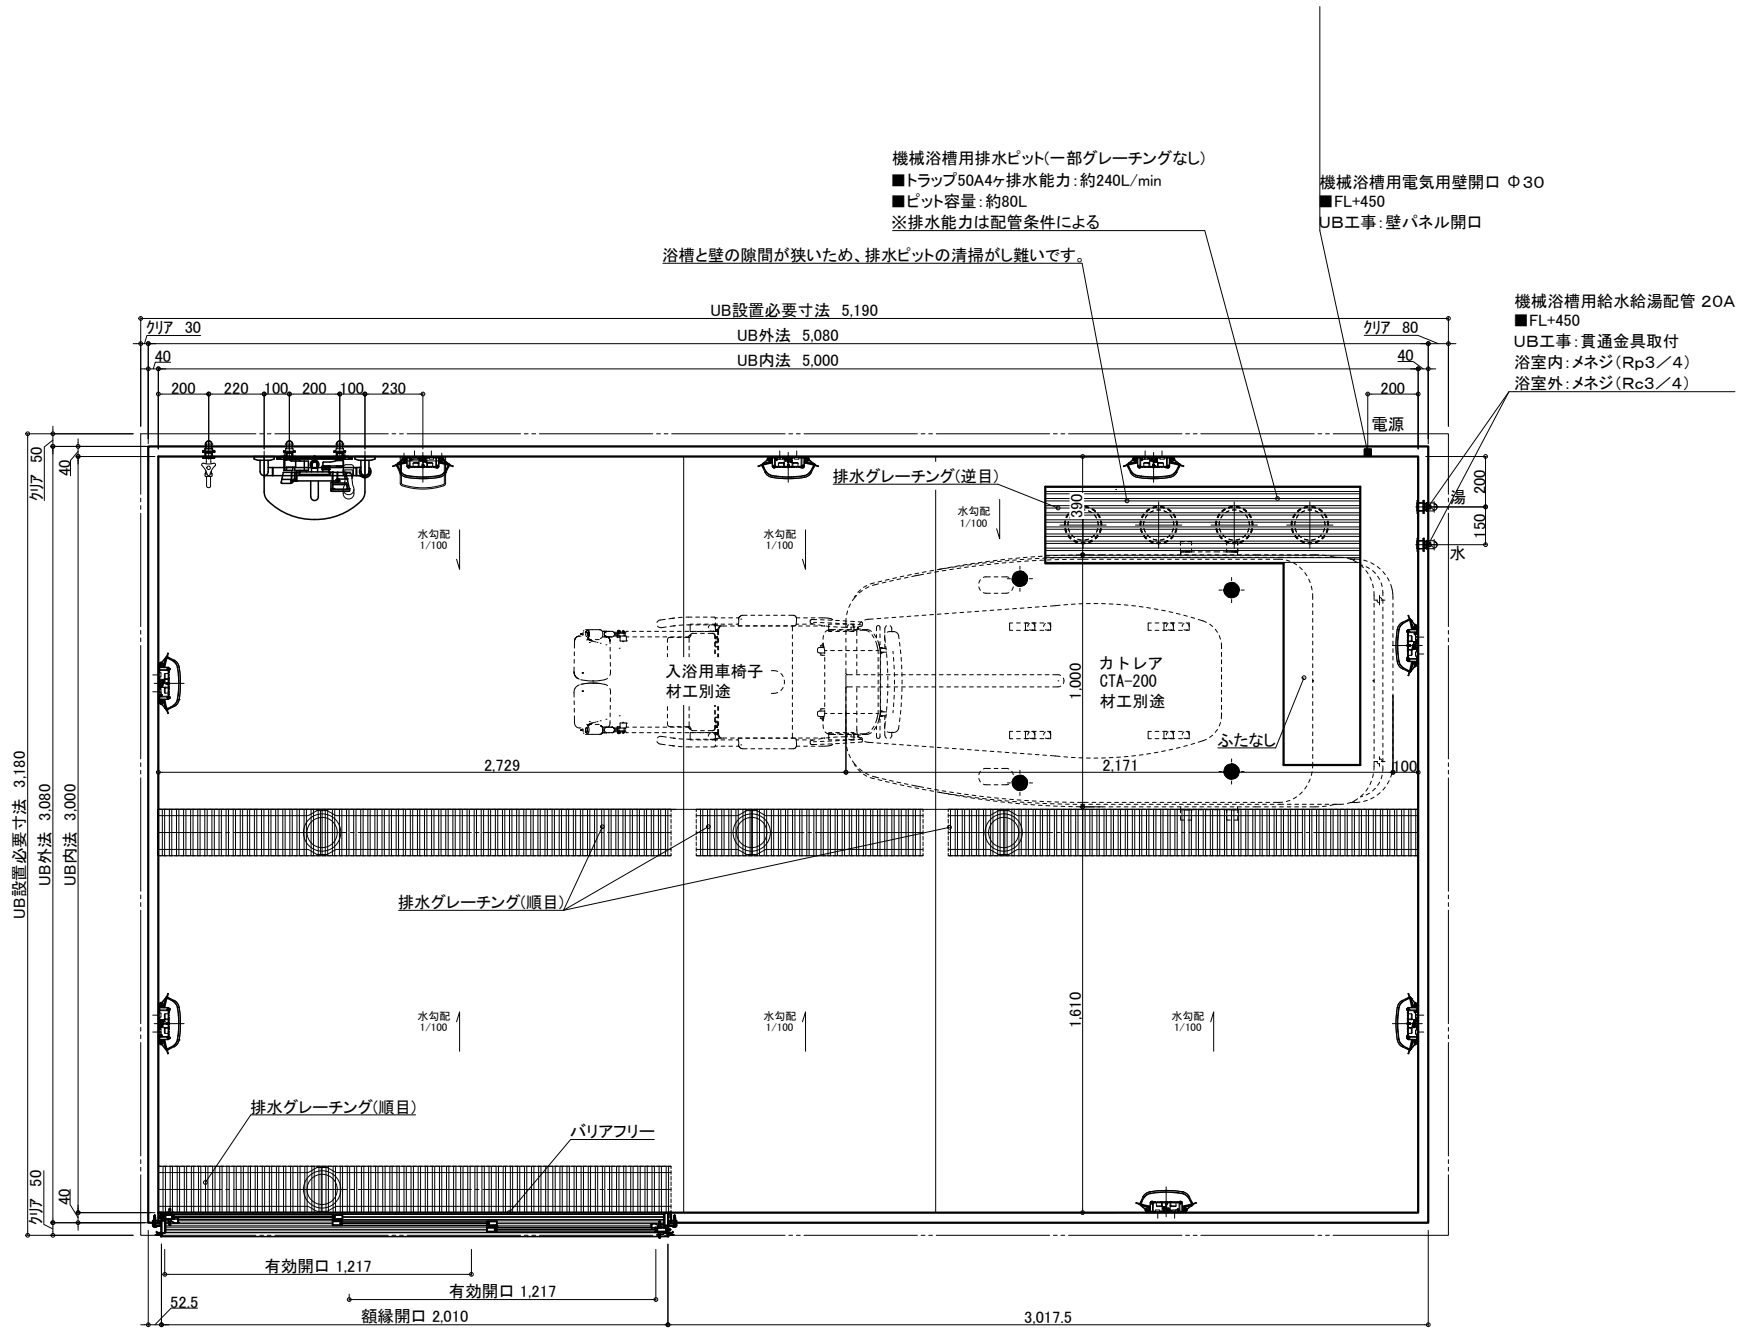 機械浴槽用排水ピット(一部グレーチングなし)
■トラップ50A4ヶ排水能力:約240L/min
■ピット容量:約80L
※排水能力は配管条件による
浴槽と壁の隙間が狭いため、排水ピットの清掃がし難いです。
機械浴槽用電気用壁開口 Φ30
■FL+450
UB工事:壁パネル開口
機械浴槽用給水給湯配管 20A
■FL+450
UB工事:貫通金具取付
浴室内:メネジ(Rp3/4)
浴室外:メネジ(Rc3/4)
UB設置必要寸法 5,190
クリア 30
UB外法 5,080
クリア 80
40
UB内法 5,000
40
200
220
100
200
100
230
200
電源
クリア 50
40
200
湯
150
水
排水グレーチング(逆目)
390
水勾配
1/100
水勾配
1/100
水勾配
1/100
入浴用車椅子
材工別途
1,000
カトレア
CTA-200
材工別途
ふたなし
2,729
2,171
100
UB設置必要寸法 3,180
UB外法 3,080
UB内法 3,000
排水グレーチング(順目)
水勾配
1/100
水勾配
1/100
1,610
水勾配
1/100
排水グレーチング(順目)
バリアフリー
クリア 50
40
有効開口 1,217
有効開口 1,217
52.5
額縁開口 2,010
3,017.5